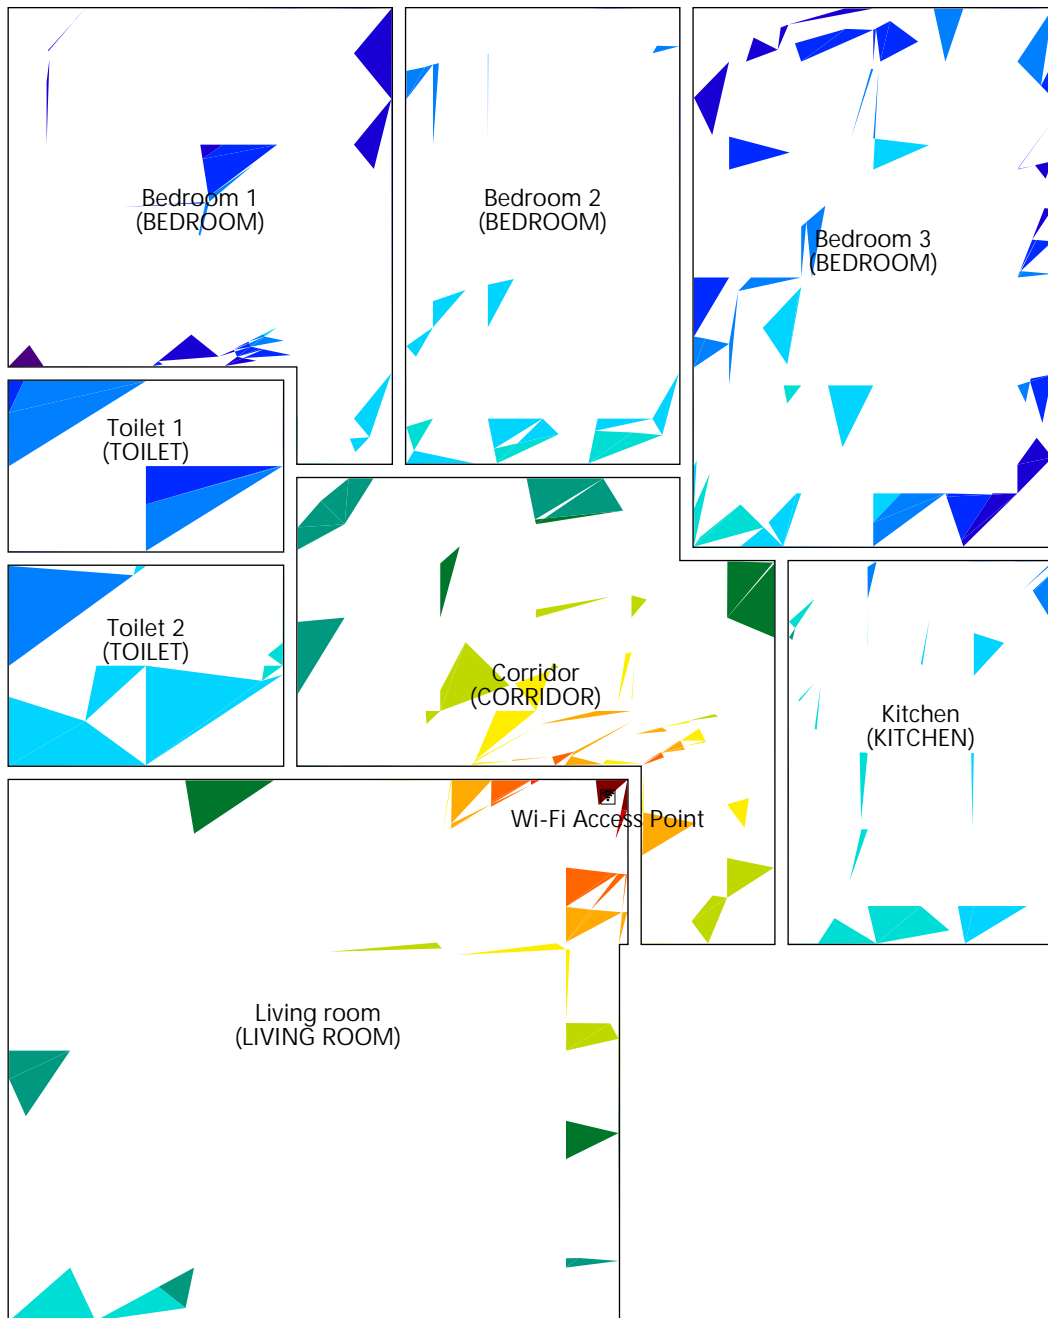 Bedroom 1
(BEDROOM)
Bedroom 2
(BEDROOM)
Bedroom 3
(BEDROOM)
Toilet 1
(TOILET)
Toilet 2
(TOILET)
Corridor
(CORRIDOR)
Kitchen
(KITCHEN)
Wi-Fi Access Point
Living room
(LIVING ROOM)